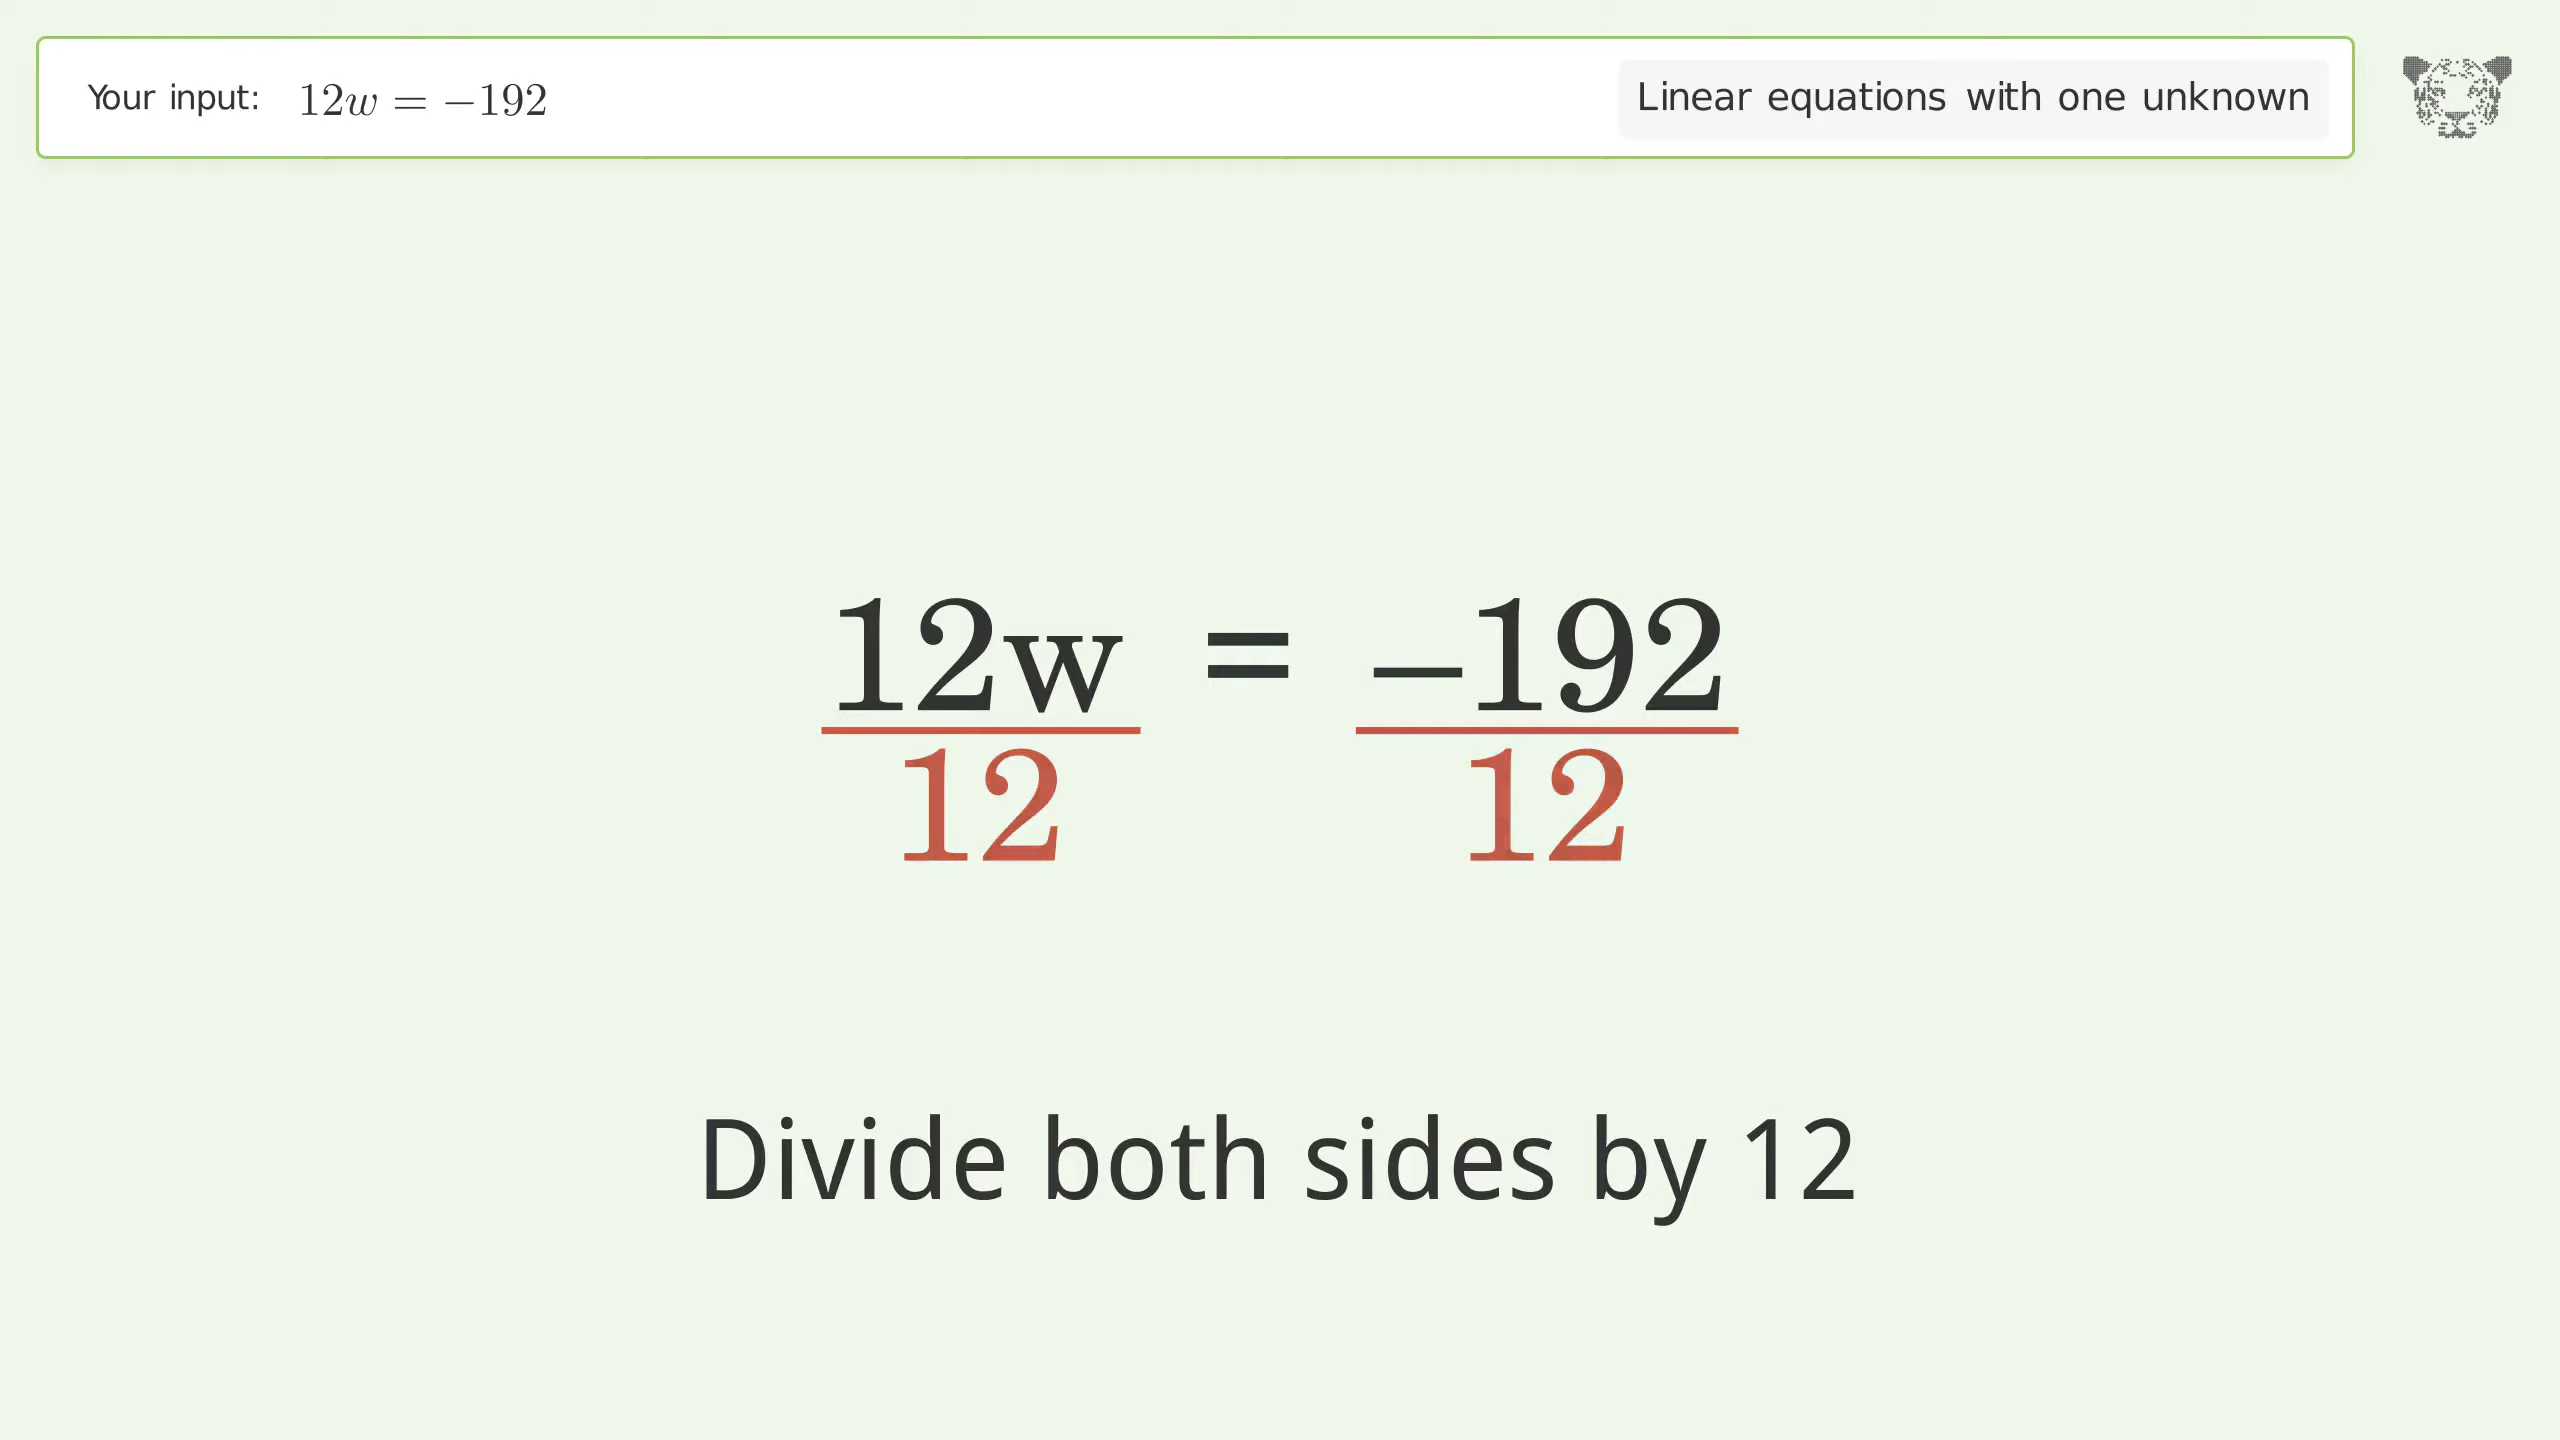 Your input: 12w = −192
Linear equations with one unknown
12w = −192
12 12
Divide both sides by 12